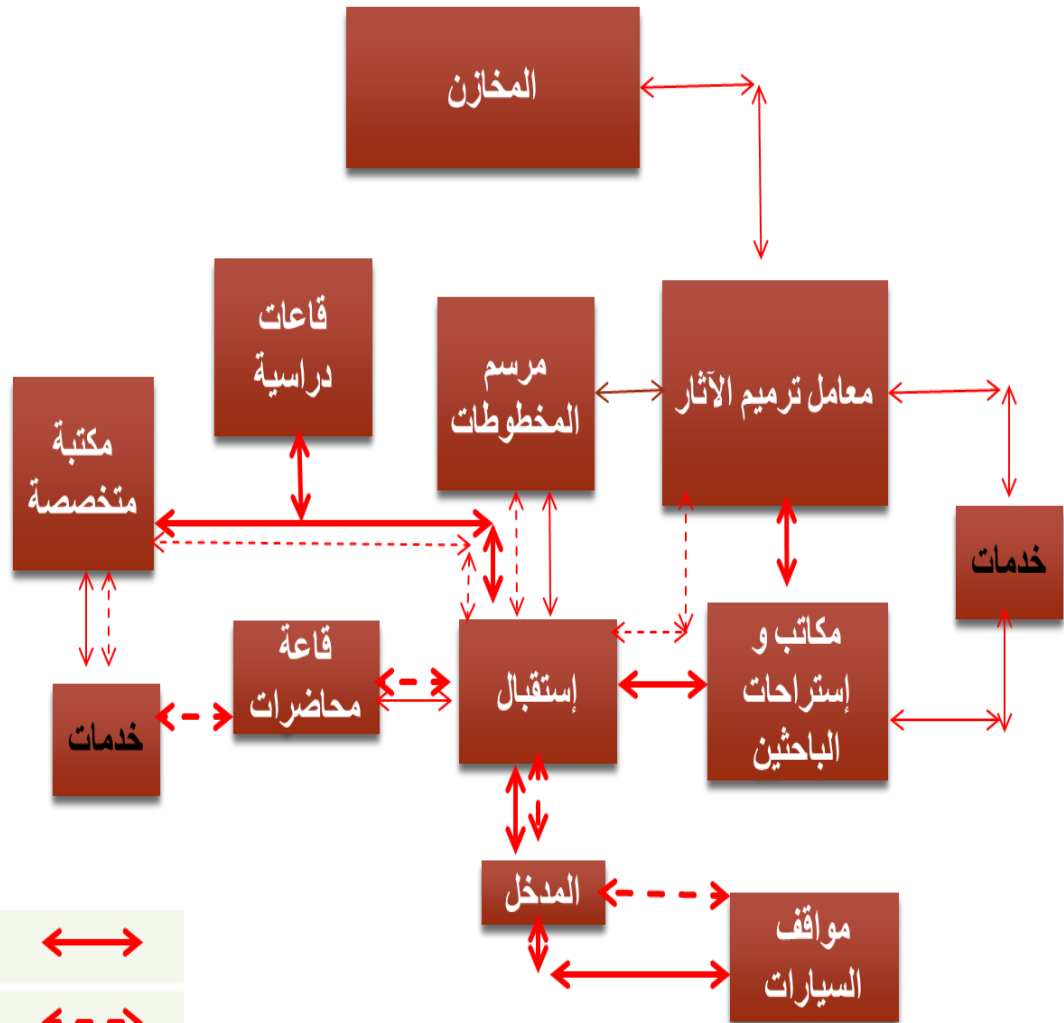 المخازن
قاعات
دراسية
مرسم
المخطوطات
معامل ترميم الآثار
مكتبة
متخصصة
خدمات
قاعة
محاضرات
إستقبال
مكاتب و
إستراحات
الباحثين
خدمات
المدخل
مواقف
السيارات